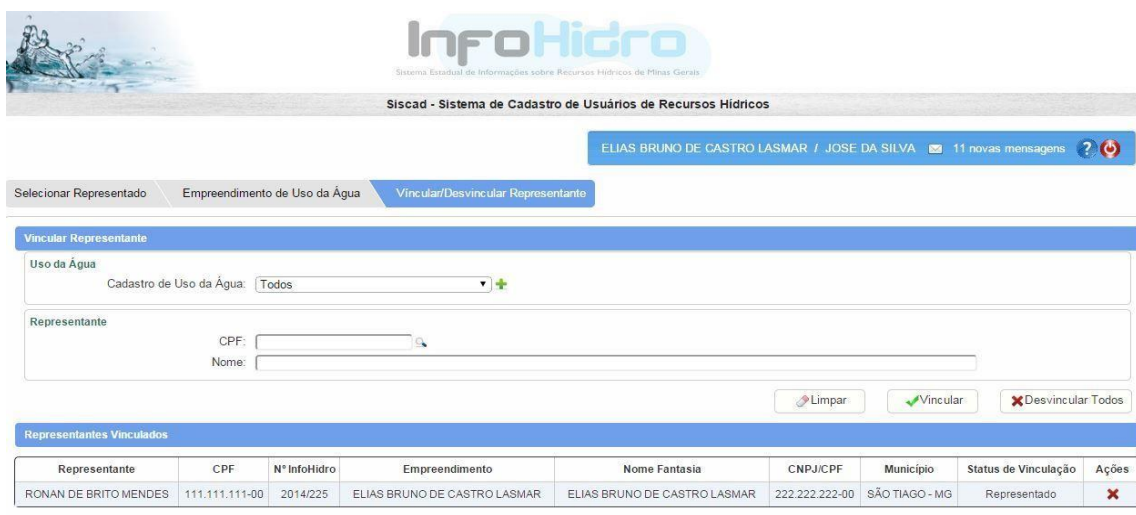 InfoHidro
Sistema Estadual de Informações sobre Recursos Hídricos de Minas Gerais
Siscad - Sistema de Cadastro de Usuários de Recursos Hídricos
ELIAS BRUNO DE CASTRO LASMAR / JOSE DA SILVA 11 novas mensagens ?
Selecionar Representado Empreendimento de Uso da Água Vincular/Desvincular Representante
Vincular Representante
Uso da Água
Cadastro de Uso da Água: Todos
Representante
CPF:
Nome:
Limpar Vincular Desvincular Todos
Representantes Vinculados
Representante CPF Nº InfoHidro Empreendimento Nome Fantasia CNPJ/CPF Município Status de Vinculação Ações
RONAN DE BRITO MENDES 111.111.111-00 2014/225 ELIAS BRUNO DE CASTRO LASMAR ELIAS BRUNO DE CASTRO LASMAR 222.222.222-00 SÃO TIAGO - MG Representado